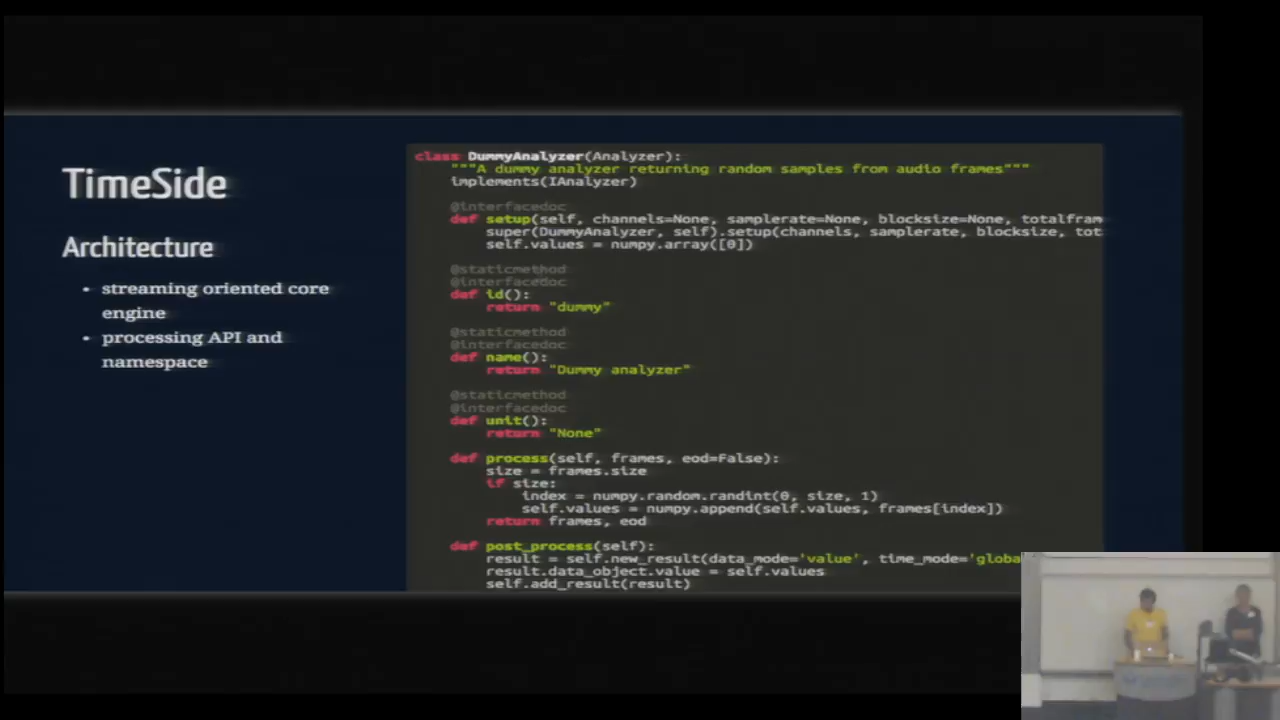 TimeSide
Architecture
• streaming oriented core
engine
• processing API and
namespace
class DummyAnalyzer(Analyzer):
"""A dummy analyzer returning random samples from audio frames"""
implements(IAnalyzer)
@interfacedoc
def setup(self, channels=None, samplerate=None, blocksize=None, totalfram
super(DummyAnalyzer, self).setup(channels, samplerate, blocksize, tot
self.values = numpy.array([0])
@staticmethod
@interfacedoc
def id():
return "dummy"
@staticmethod
@interfacedoc
def name():
return "Dummy analyzer"
@staticmethod
@interfacedoc
def unit():
return "None"
def process(self, frames, eod=False):
size = frames.size
if size:
index = numpy.random.randint(0, size, 1)
self.values = numpy.append(self.values, frames[index])
return frames, eod
def post_process(self):
result = self.new_result(data_mode='value', time_mode='globa
result.data_object.value = self.values
self.add_result(result)